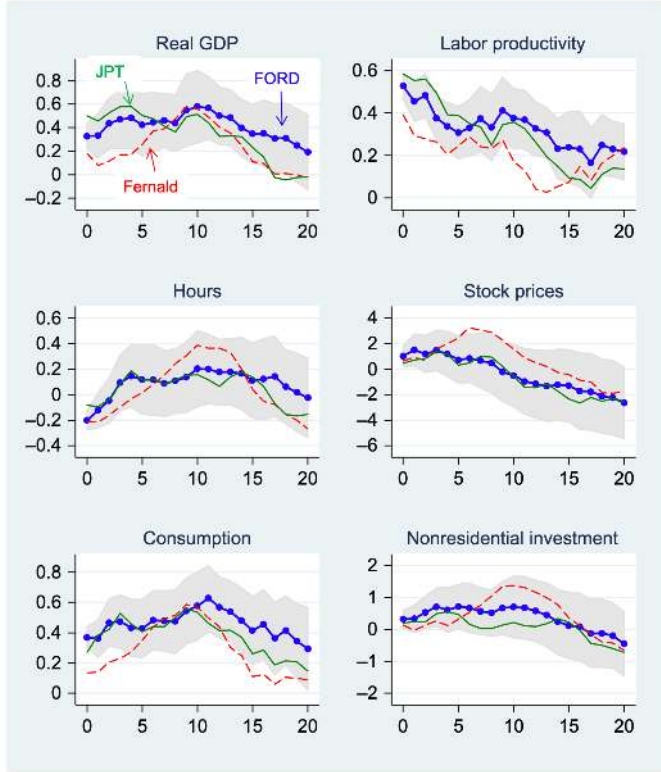 Real GDP
0.8
0.6
0.4
0.2
0
–0.2
JPT
FORD
Fernald
0 5 10 15 20
Labor productivity
0.6
0.4
0.2
0
0 5 10 15 20
Hours
0.6
0.4
0.2
0
–0.2
–0.4
0 5 10 15 20
Stock prices
4
2
0
–2
–4
–6
0 5 10 15 20
Consumption
0.8
0.6
0.4
0.2
0
0 5 10 15 20
Nonresidential investment
2
1
0
–1
–2
0 5 10 15 20